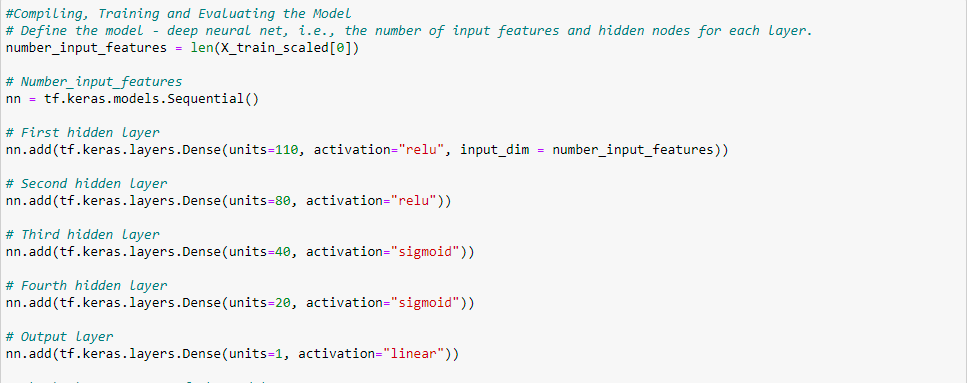 #Compiling, Training and Evaluating the Model
# Define the model - deep neural net, i.e., the number of input features and hidden nodes for each layer.
number_input_features = len(X_train_scaled[0])
# Number_input_features
nn = tf.keras.models.Sequential()
# First hidden layer
nn.add(tf.keras.layers.Dense(units=110, activation="relu", input_dim = number_input_features))
# Second hidden layer
nn.add(tf.keras.layers.Dense(units=80, activation="relu"))
# Third hidden layer
nn.add(tf.keras.layers.Dense(units=40, activation="sigmoid"))
# Fourth hidden layer
nn.add(tf.keras.layers.Dense(units=20, activation="sigmoid"))
# Output layer
nn.add(tf.keras.layers.Dense(units=1, activation="linear"))